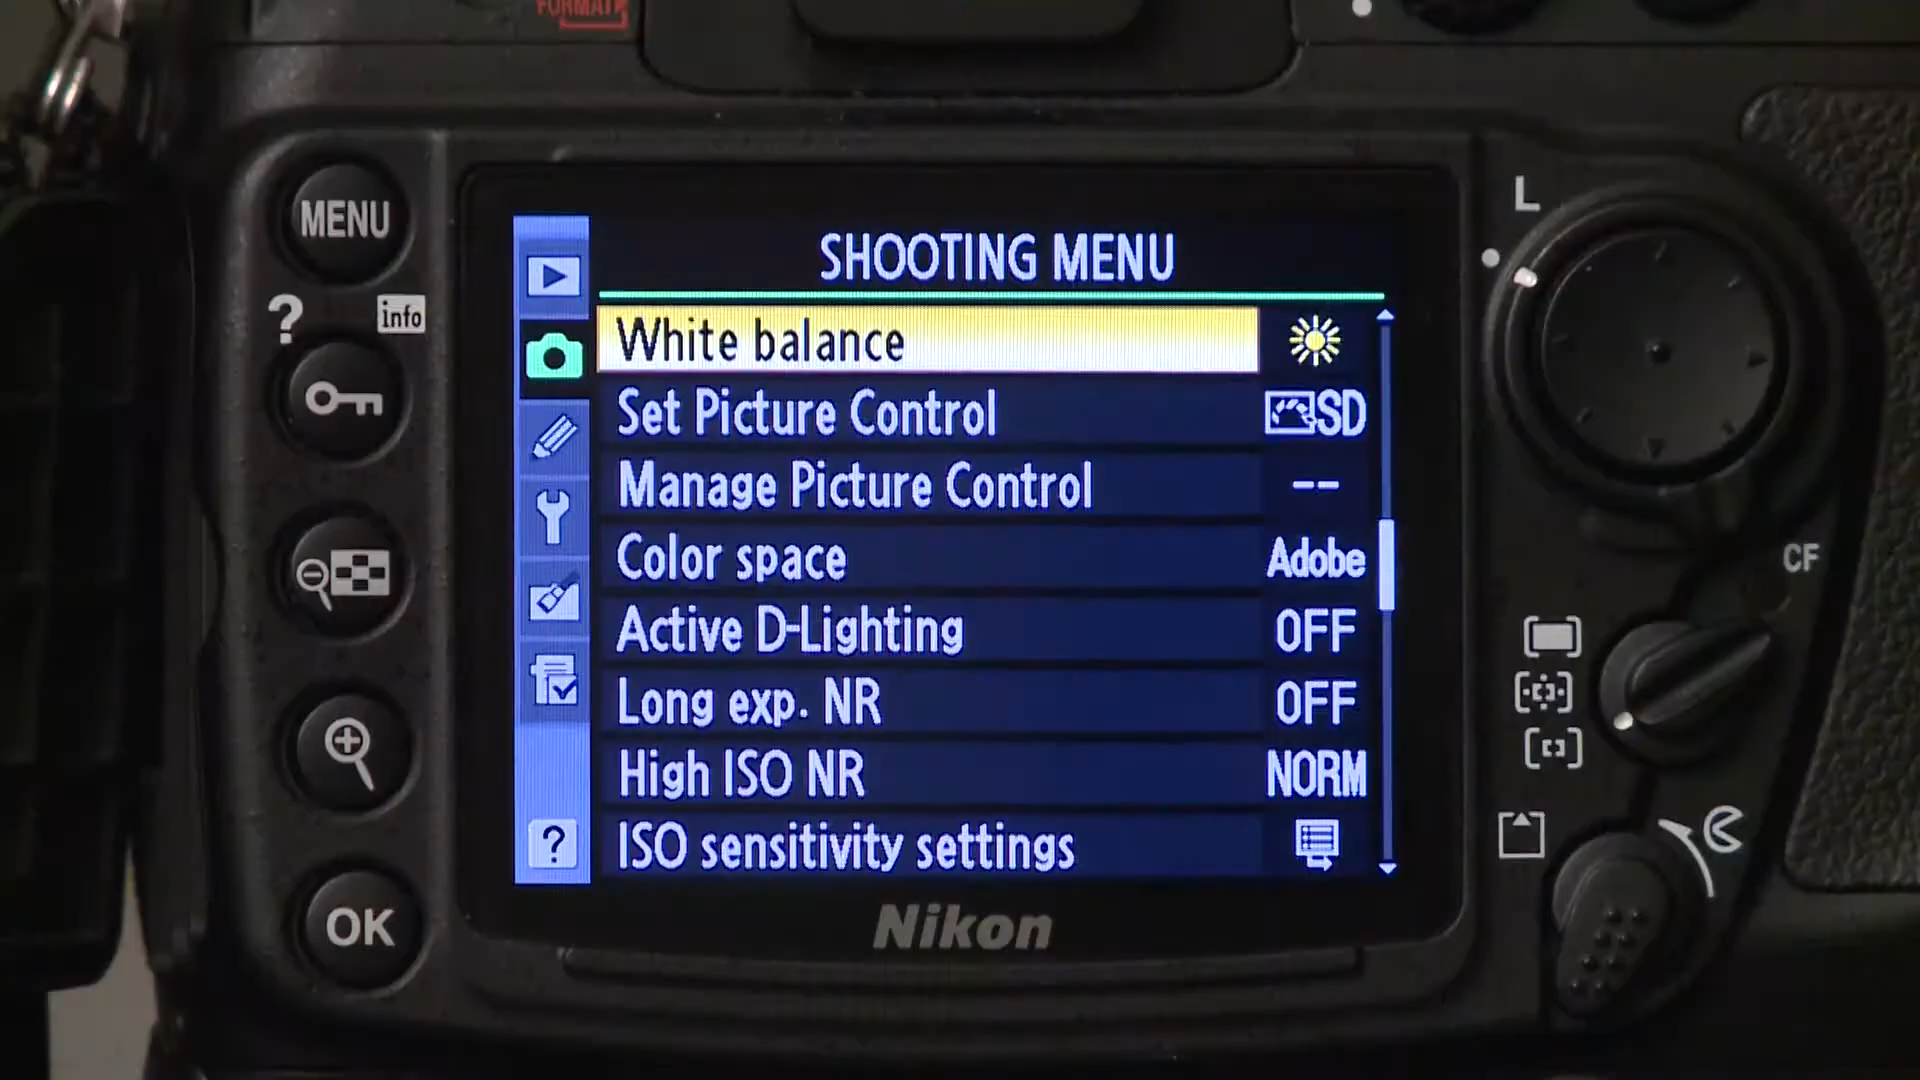 FORMAT
MENU
? info
L
SHOOTING MENU
White balance
Set Picture Control SD
Manage Picture Control --
Color space Adobe
Active D-Lighting OFF
Long exp. NR OFF
High ISO NR NORM
ISO sensitivity settings
?
CF
OK
Nikon
C